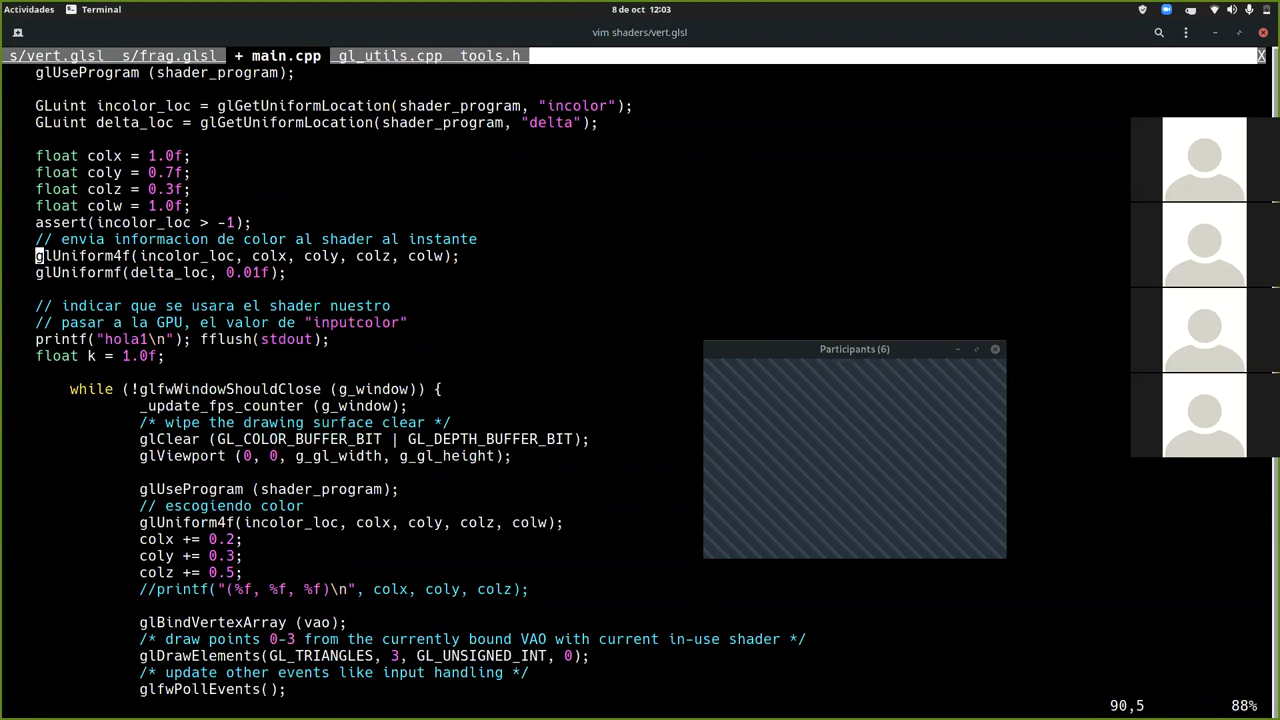 Actividades Terminal 8 de oct 12:03
vim shaders/vert.glsl
s/vert.glsl s/frag.glsl + main.cpp gl_utils.cpp tools.h X
glUseProgram (shader_program);
GLuint incolor_loc = glGetUniformLocation(shader_program, "incolor");
GLuint delta_loc = glGetUniformLocation(shader_program, "delta");
float colx = 1.0f;
float coly = 0.7f;
float colz = 0.3f;
float colw = 1.0f;
assert(incolor_loc > -1);
// envia informacion de color al shader al instante
glUniform4f(incolor_loc, colx, coly, colz, colw);
glUniformf(delta_loc, 0.01f);
// indicar que se usara el shader nuestro
// pasar a la GPU, el valor de "inputcolor"
printf("hola1\n"); fflush(stdout);
float k = 1.0f;
Participants (6)
while (!glfwWindowShouldClose (g_window)) {
_update_fps_counter (g_window);
/* wipe the drawing surface clear */
glClear (GL_COLOR_BUFFER_BIT | GL_DEPTH_BUFFER_BIT);
glViewport (0, 0, g_gl_width, g_gl_height);
glUseProgram (shader_program);
// escogiendo color
glUniform4f(incolor_loc, colx, coly, colz, colw);
colx += 0.2;
coly += 0.3;
colz += 0.5;
//printf("(%f, %f, %f)\n", colx, coly, colz);
glBindVertexArray (vao);
/* draw points 0-3 from the currently bound VAO with current in-use shader */
glDrawElements(GL_TRIANGLES, 3, GL_UNSIGNED_INT, 0);
/* update other events like input handling */
glfwPollEvents();
90,5 88%